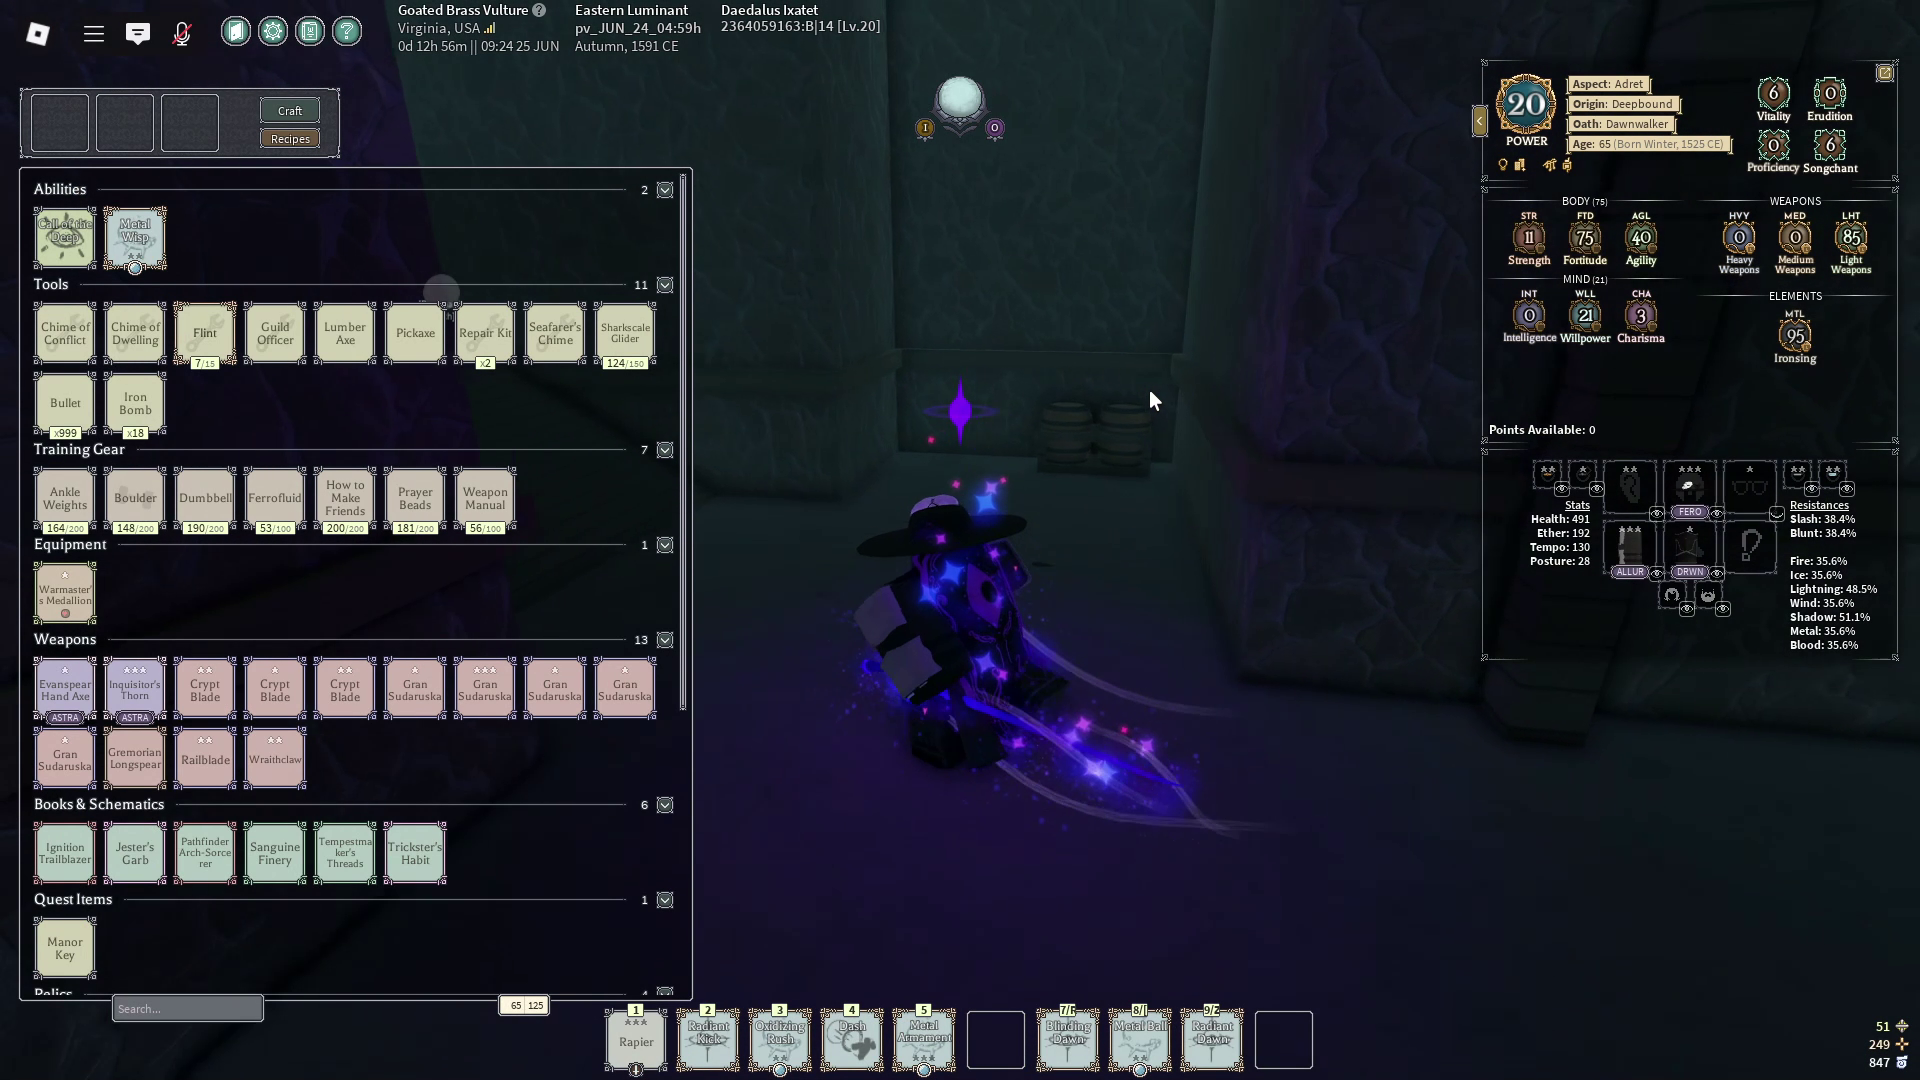 Goated Brass Vulture ?
Virginia, USA
0d 12h 56m || 09:24 25 JUN
Eastern Luminant
pv_JUN_24_04:59h
Autumn, 1591 CE
Daedalus Ixatet
2364059163:B|14 [Lv.20]
Craft
Recipes
I
O
Abilities 2
Call of the Deep
Metal Wisp
Tools 11
Chime of Conflict
Chime of Dwelling
Flint
7/15
Guild Officer
Lumber Axe
Pickaxe
Repair Kit
x2
Seafarer's Chime
Sharkscale Glider
124/150
Bullet
x999
Iron Bomb
x18
Training Gear 7
Ankle Weights
164/200
Boulder
148/200
Dumbbell
190/200
Ferrofluid
53/100
How to Make Friends
200/200
Prayer Beads
181/200
Weapon Manual
56/100
Equipment 1
Warmaster's Medallion
Weapons 13
Evanspear Hand Axe
ASTRA
Inquisitor's Thorn
ASTRA
Crypt Blade
Crypt Blade
Crypt Blade
Gran Sudaruska
Gran Sudaruska
Gran Sudaruska
Gran Sudaruska
Gran Sudaruska
Gremorian Longspear
Railblade
Wraithclaw
Books & Schematics 6
Ignition Trailblazer
Jester's Garb
Pathfinder Arch-Sorcerer
Sanguine Finery
Tempestmaker's Threads
Trickster's Habit
Quest Items 1
Manor Key
Relics
Search...
65 125
1
Rapier
2
Radiant Kick
3
Oxidizing Rush
4
Dash
5
Metal Armament
Blinding Dawn
Metal Ball
9/Z
Radiant Dawn
20
POWER
Aspect: Adret
Origin: Deepbound
Oath: Dawnwalker
Age: 65 (Born Winter, 1525 CE)
6
Vitality
0
Erudition
0
Proficiency
6
Songchant
BODY (75)
STR
11
Strength
FTD
75
Fortitude
AGL
40
Agility
MIND (21)
INT
0
Intelligence
WLL
21
Willpower
CHA
3
Charisma
WEAPONS
HVY
0
Heavy Weapons
MED
0
Medium Weapons
LHT
85
Light Weapons
ELEMENTS
MTL
95
Ironsing
Points Available: 0
FERO
ALLUR
DRWN
Stats
Health: 491
Ether: 192
Tempo: 130
Posture: 28
Resistances
Slash: 38.4%
Blunt: 38.4%
Fire: 35.6%
Ice: 35.6%
Lightning: 48.5%
Wind: 35.6%
Shadow: 51.1%
Metal: 35.6%
Blood: 35.6%
51
249
847